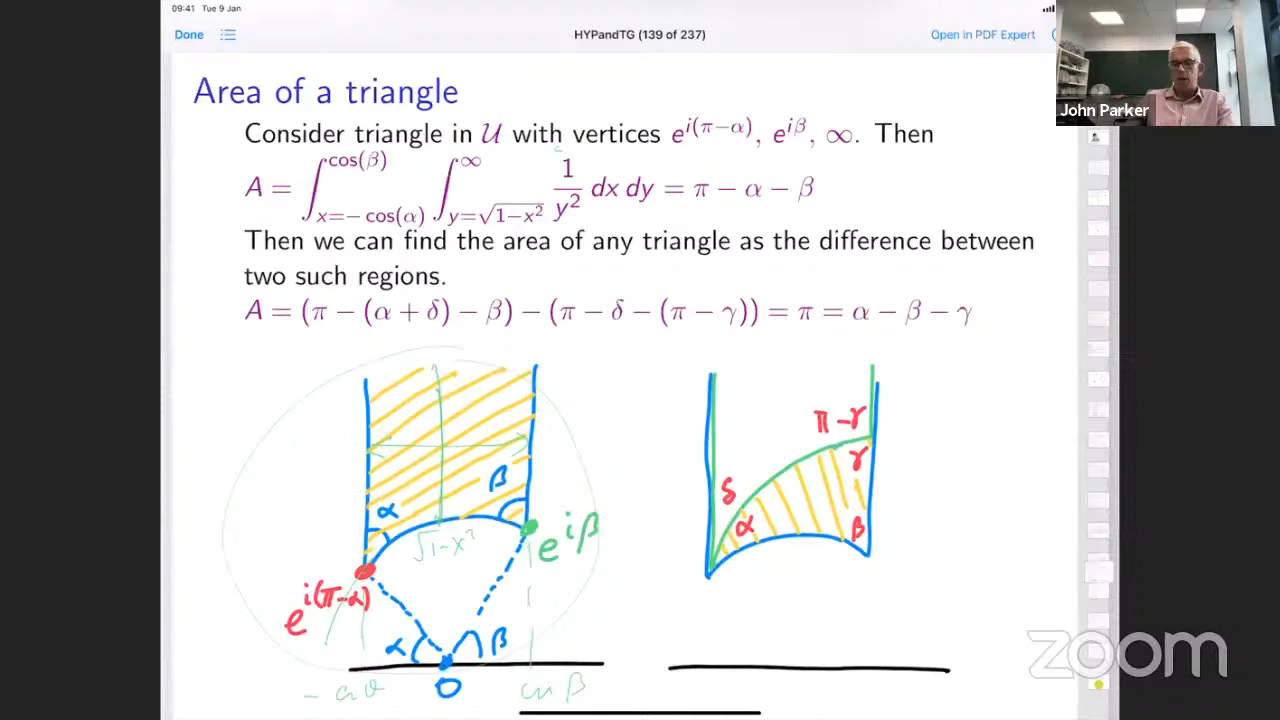 09:41 Tue 9 Jan
Done
HYPandTG (139 of 237)
Open in PDF Expert
John Parker
Area of a triangle
Consider triangle in 𝒰 with vertices e^{i(π−α)}, e^{iβ}, ∞. Then
A = ∫_{x=−cos(α)}^{cos(β)} ∫_{y=√(1−x²)}^{∞} 1/y² dx dy = π − α − β
Then we can find the area of any triangle as the difference between
two such regions.
A = (π − (α + δ) − β) − (π − δ − (π − γ)) = π = α − β − γ
α
β
√1−x²
e^{iβ}
e^{i(π−α)}
α
β
0
π−γ
γ
δ
α
β
zoom